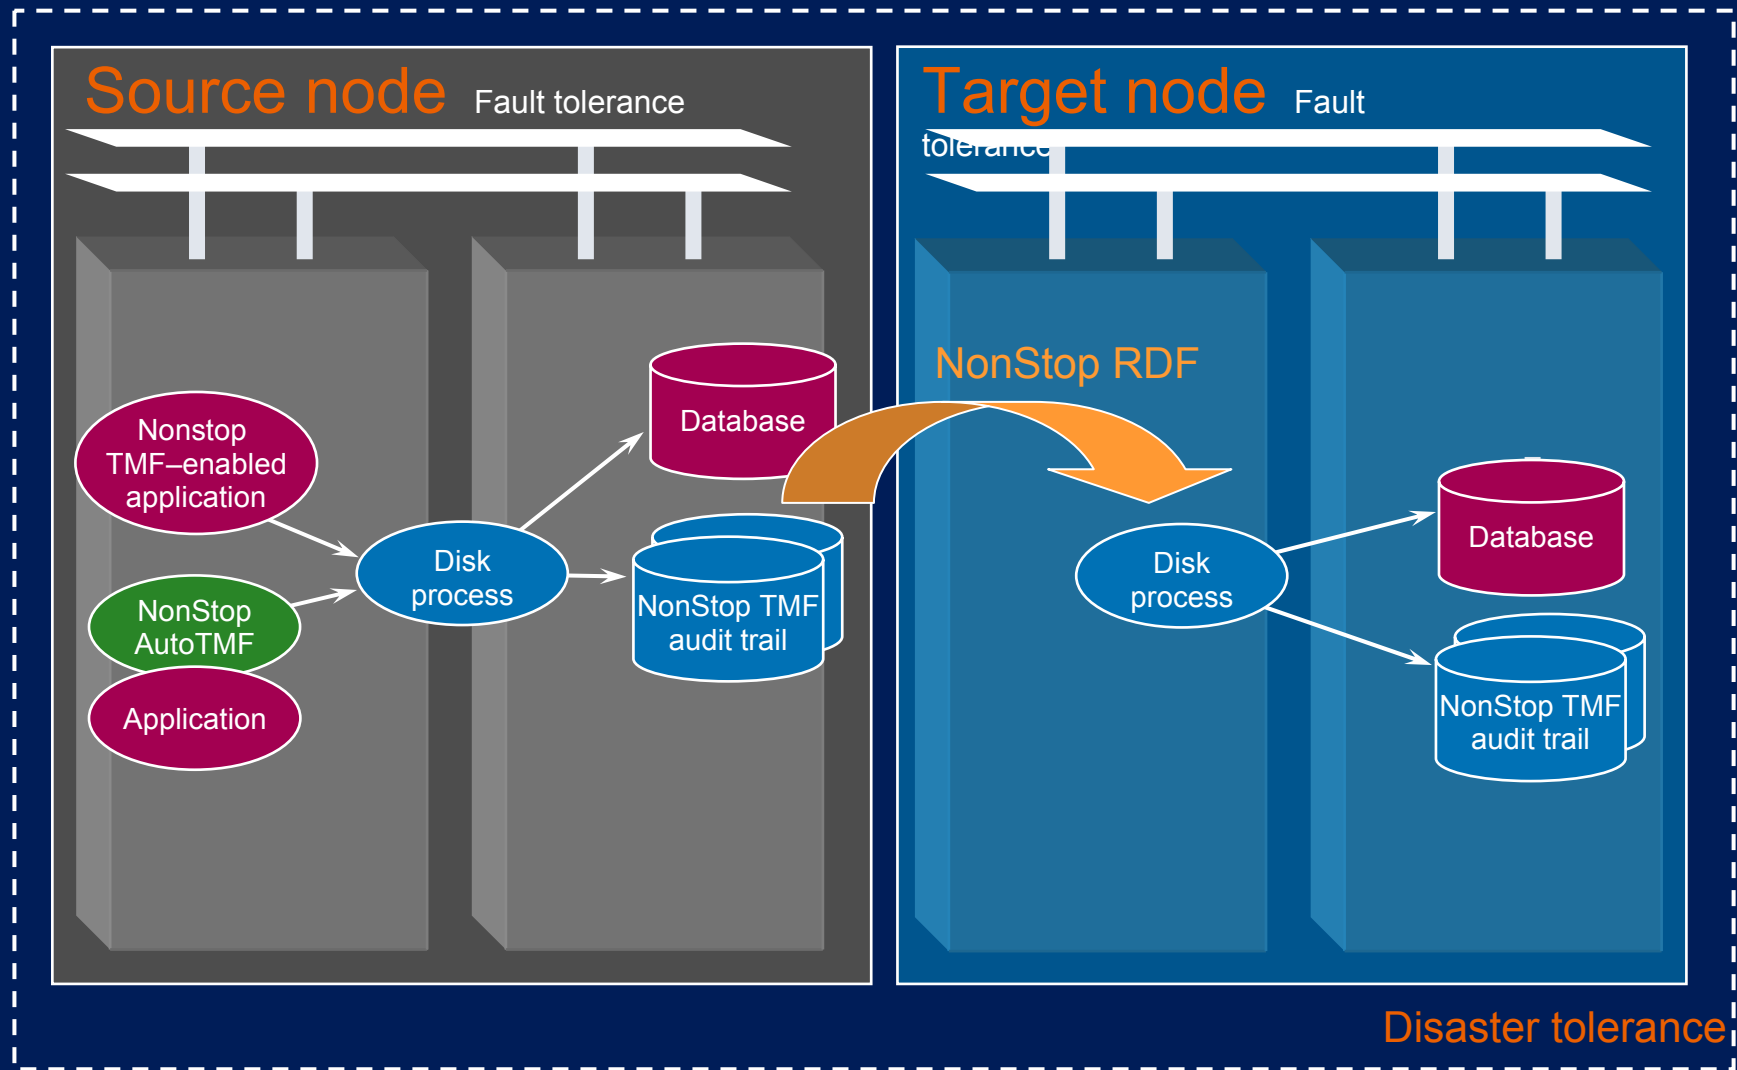 Source node Fault tolerance
Target node Fault
tolerance
NonStop RDF
Nonstop
TMF–enabled
application
NonStop
AutoTMF
Application
Disk
process
Database
NonStop TMF
audit trail
Disk
process
Database
NonStop TMF
audit trail
Disaster tolerance